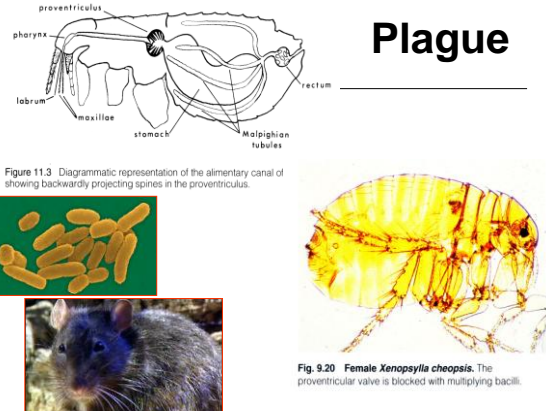 Plague
proventriculus
pharynx
rectum
labrum
maxillae
stomach
Malpighian
tubules
Figure 11.3 Diagrammatic representation of the alimentary canal of
showing backwardly projecting spines in the proventriculus.
Fig. 9.20 Female Xenopsylla cheopsis. The
proventricular valve is blocked with multiplying bacilli.